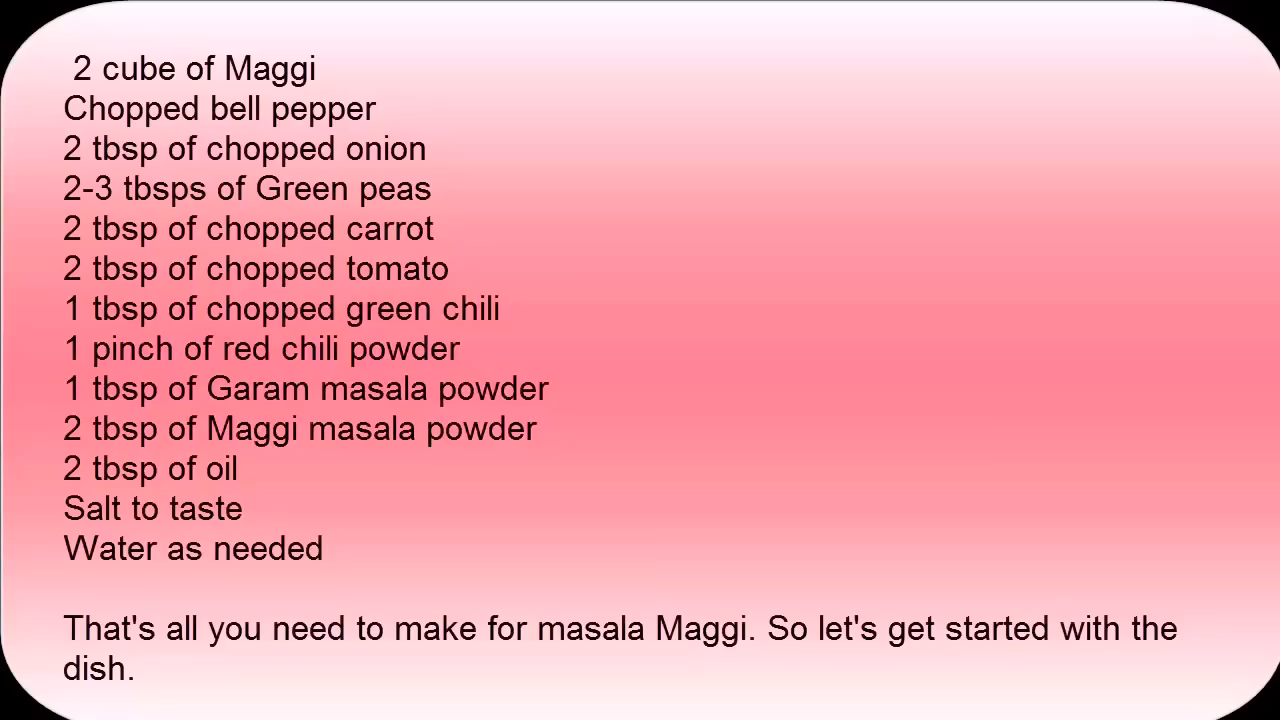 2 cube of Maggi
Chopped bell pepper
2 tbsp of chopped onion
2-3 tbsps of Green peas
2 tbsp of chopped carrot
2 tbsp of chopped tomato
1 tbsp of chopped green chili
1 pinch of red chili powder
1 tbsp of Garam masala powder
2 tbsp of Maggi masala powder
2 tbsp of oil
Salt to taste
Water as needed
That's all you need to make for masala Maggi. So let's get started with the
dish.